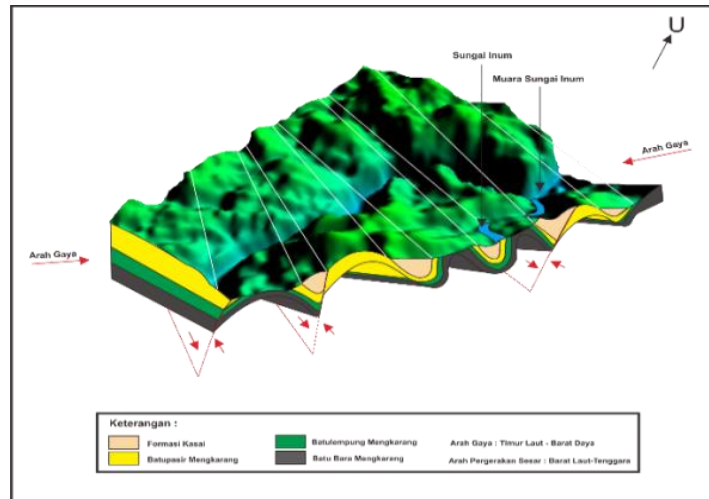 U
Sungai Inum
Muara Sungai Inum
Arah Gaya
Arah Gaya
Keterangan :
Formasi Kasai
Batulempung Mengkarang
Arah Gaya : Timur Laut - Barat Daya
Batupasir Mengkarang
Batu Bara Mengkarang
Arah Pergerakan Sesar : Barat Laut-Tenggara